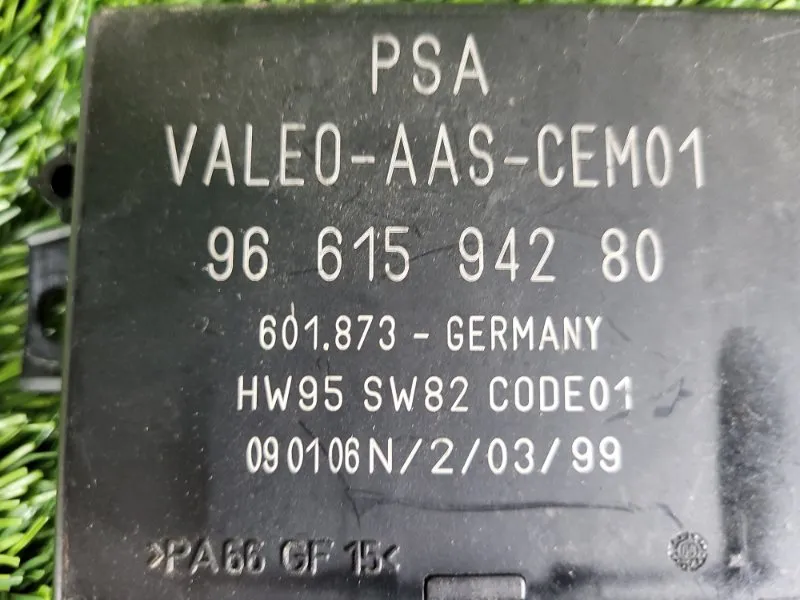 PSA
VALEO-AAS-CEM01
96 615 942 80
601.873 - GERMANY
HW95 SW82 CODE01
090106N/2/03/99
>PA66 GF 15<